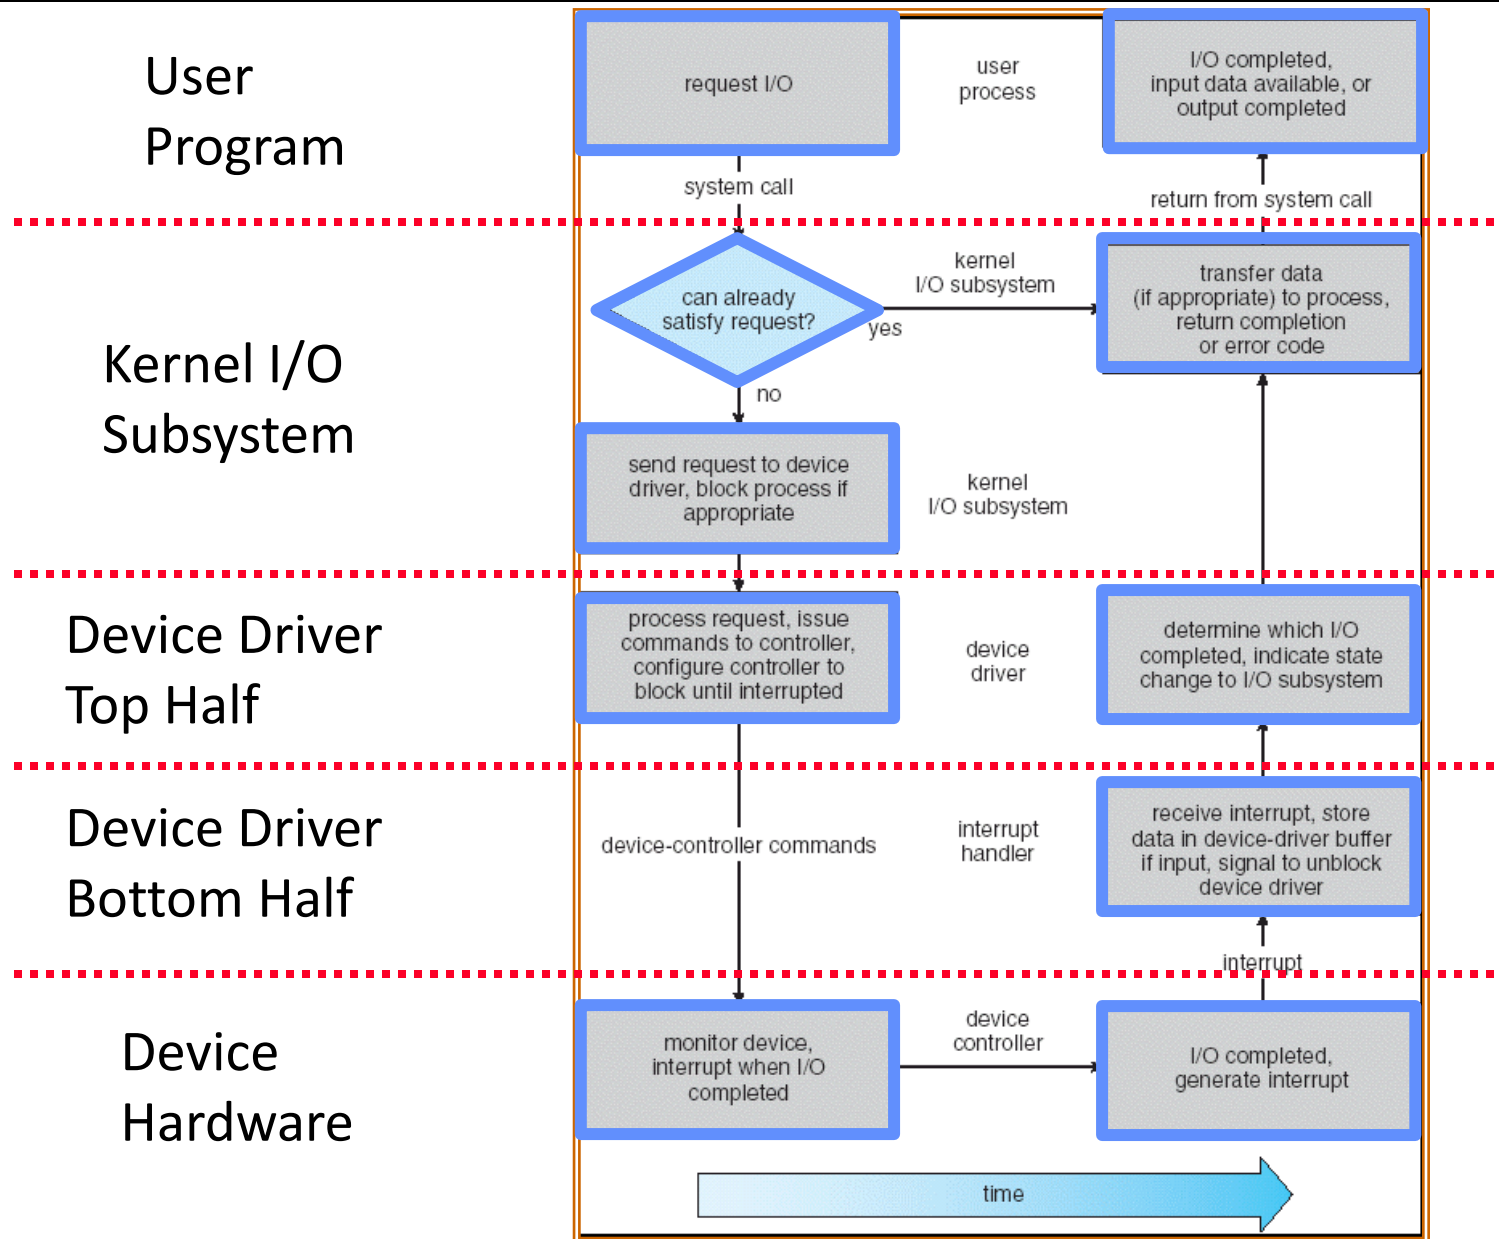 User
Program
request I/O
user
process
I/O completed,
input data available, or
output completed
system call
return from system call
Kernel I/O
Subsystem
can already
satisfy request?
kernel
I/O subsystem
yes
transfer data
(if appropriate) to process,
return completion
or error code
no
send request to device
driver, block process if
appropriate
kernel
I/O subsystem
Device Driver
Top Half
process request, issue
commands to controller,
configure controller to
block until interrupted
device
driver
determine which I/O
completed, indicate state
change to I/O subsystem
Device Driver
Bottom Half
device-controller commands
interrupt
handler
receive interrupt, store
data in device-driver buffer
if input, signal to unblock
device driver
interrupt
Device
Hardware
monitor device,
interrupt when I/O
completed
device
controller
I/O completed,
generate interrupt
time